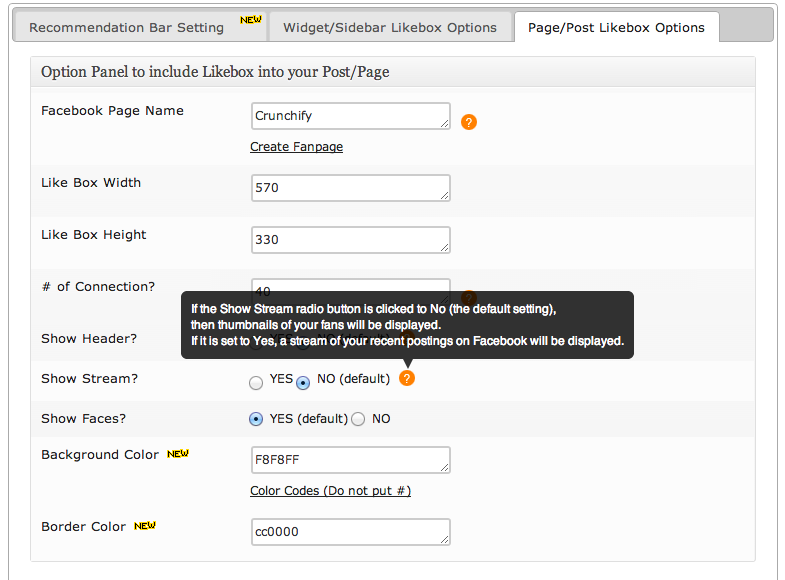 Recommendation Bar Setting NEW Widget/Sidebar Likebox Options Page/Post Likebox Options
Option Panel to include Likebox into your Post/Page
Facebook Page Name Crunchify ?
Create Fanpage
Like Box Width 570
Like Box Height 330
# of Connection? 40
If the Show Stream radio button is clicked to No (the default setting),
then thumbnails of your fans will be displayed.
If it is set to Yes, a stream of your recent postings on Facebook will be displayed.
Show Header?
Show Stream? YES NO (default) ?
Show Faces? YES (default) NO
Background Color NEW F8F8FF
Color Codes (Do not put #)
Border Color NEW cc0000